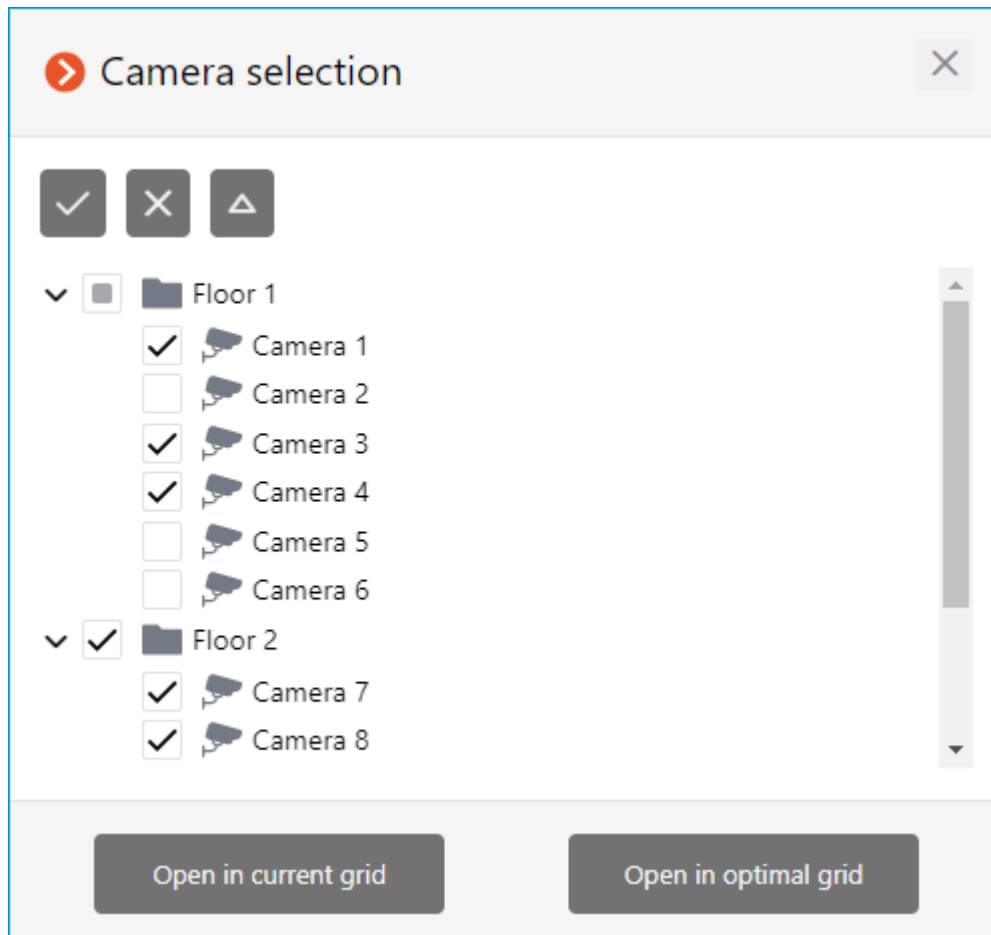 Camera selection
Floor 1
Camera 1
Camera 2
Camera 3
Camera 4
Camera 5
Camera 6
Floor 2
Camera 7
Camera 8
Open in current grid
Open in optimal grid